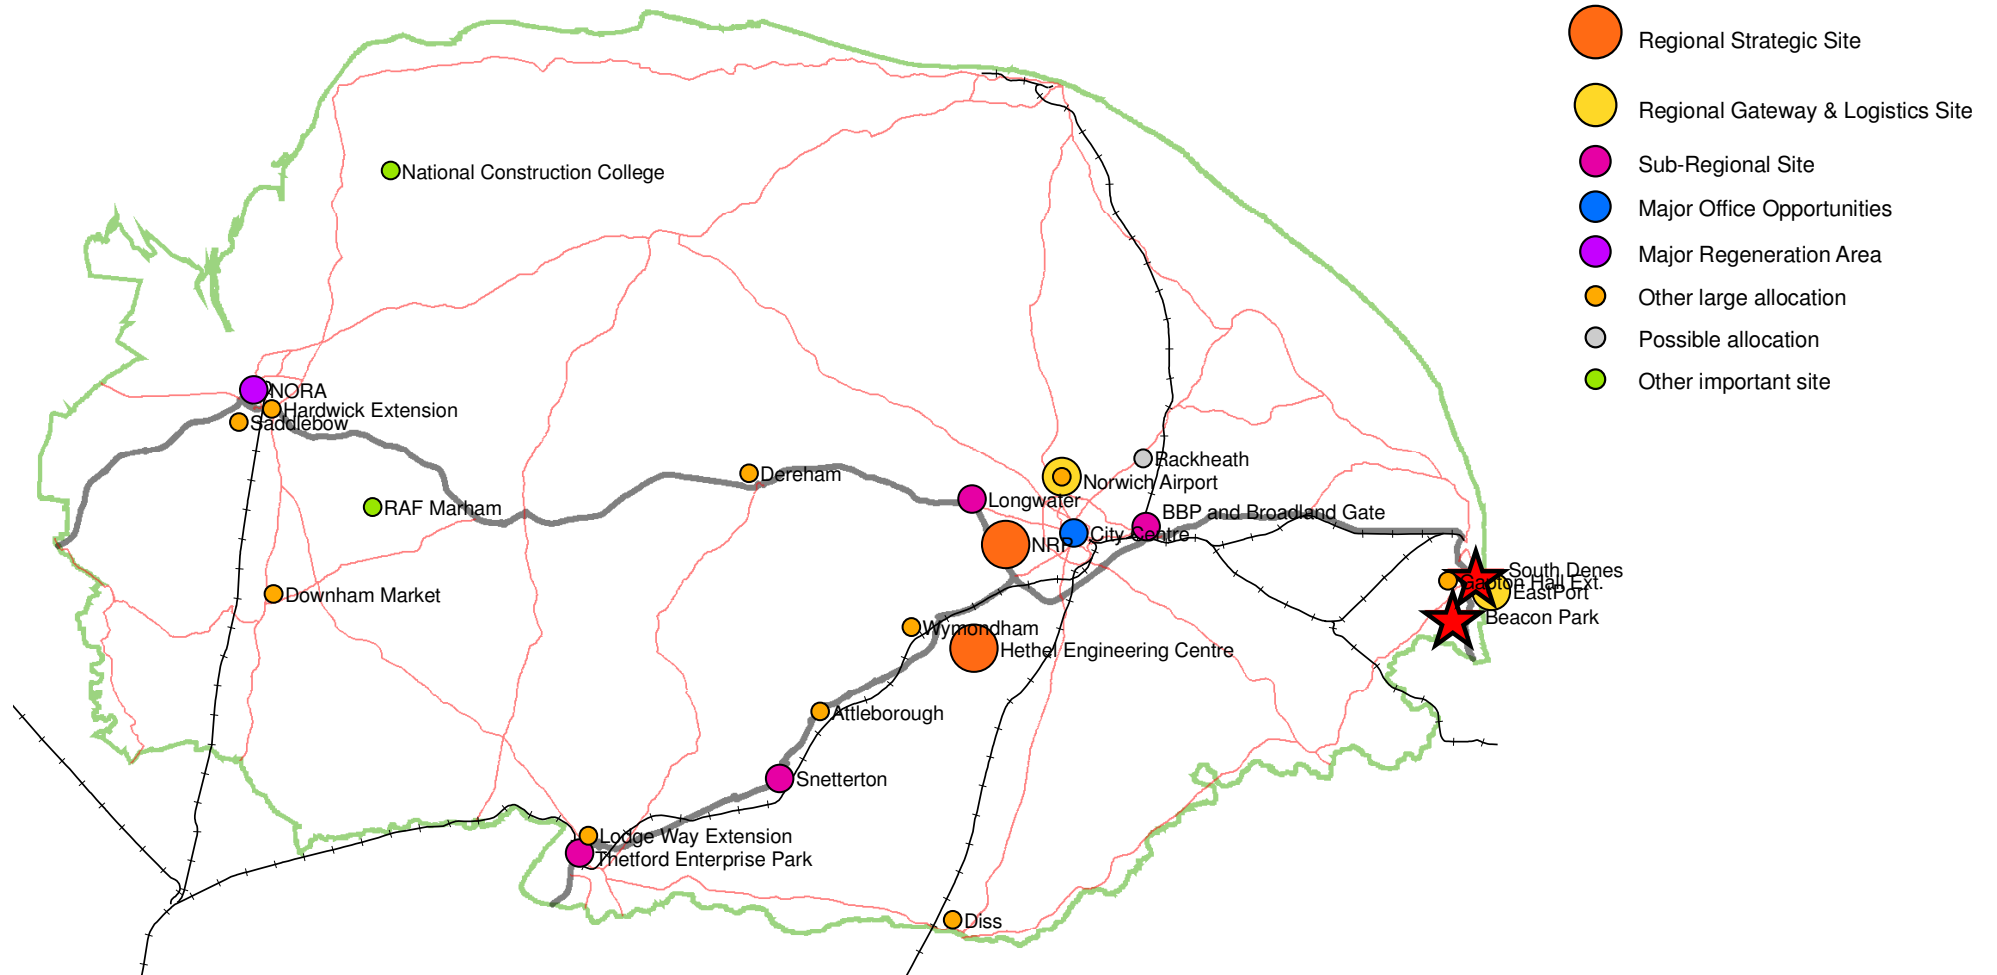 Regional Strategic Site
Regional Gateway & Logistics Site
Sub-Regional Site
Major Office Opportunities
Major Regeneration Area
Other large allocation
Possible allocation
Other important site
National Construction College
NORA
Hardwick Extension
Saddlebow
RAF Marham
Dereham
Downham Market
Longwater
Norwich Airport
Rackheath
BBP and Broadland Gate
City Centre
NRP
South Denes
Gapton Hall Ext.
EastPort
Beacon Park
Wymondham
Hethel Engineering Centre
Attleborough
Snetterton
Lodge Way Extension
Thetford Enterprise Park
Diss